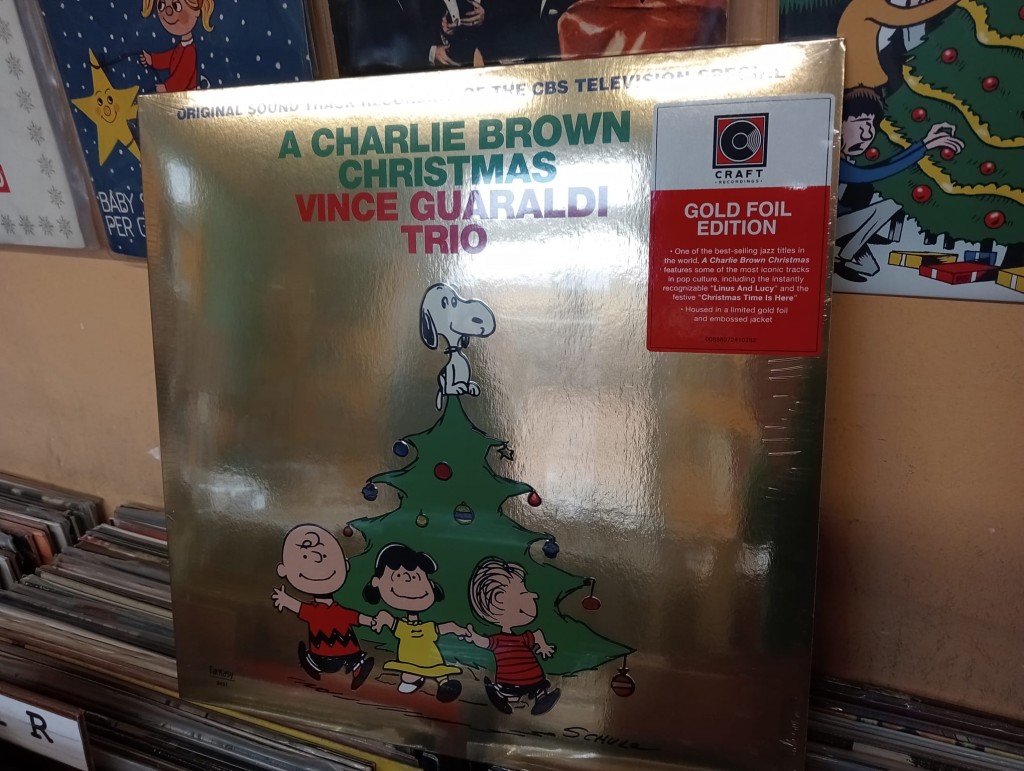 ORIGINAL SOUND TRACK RECORDING OF THE CBS TELEVISION SPECIAL
A CHARLIE BROWN
CHRISTMAS
VINCE GUARALDI
TRIO
CRAFT
RECORDINGS
GOLD FOIL
EDITION
• One of the best-selling jazz titles in
the world, A Charlie Brown Christmas
features some of the most iconic tracks
in pop culture, including the instantly
recognizable "Linus And Lucy" and the
festive "Christmas Time Is Here"
• Housed in a limited gold foil
and embossed jacket
BABY
PER
SCHULZ
R